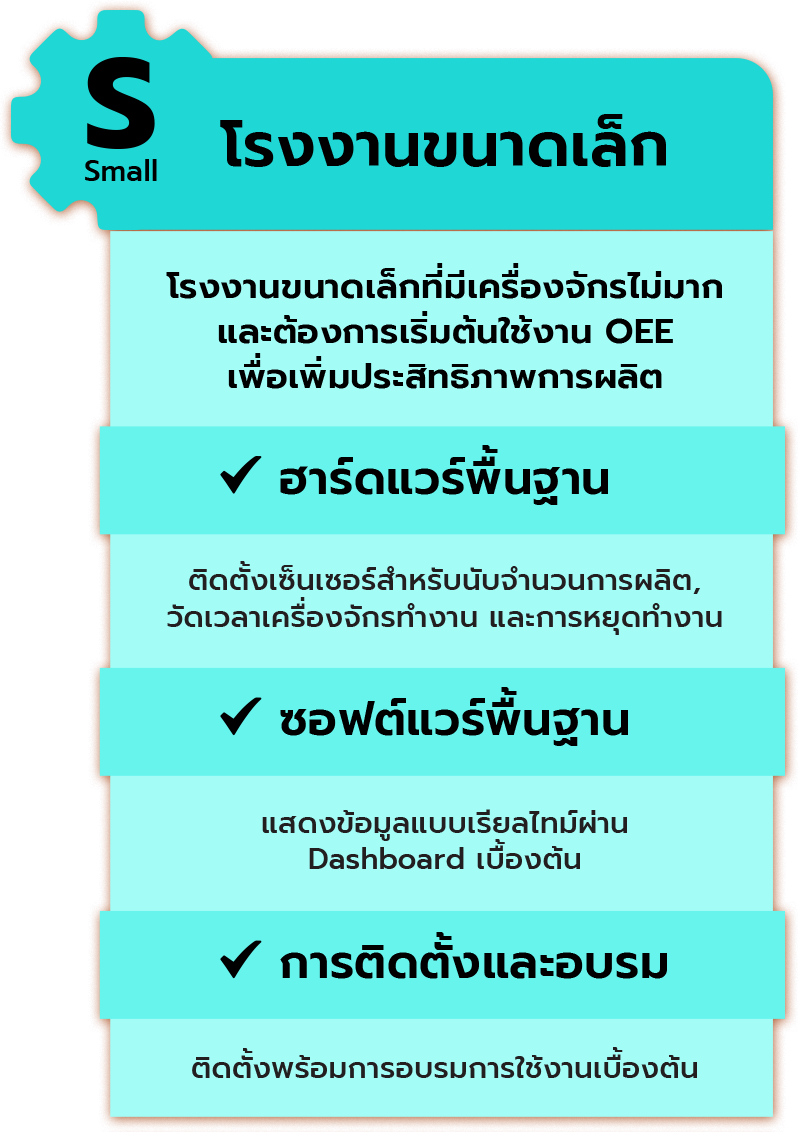 S
Small
โรงงานขนาดเล็ก
โรงงานขนาดเล็กที่มีเครื่องจักรไม่มาก
และต้องการเริ่มต้นใช้งาน OEE
เพื่อเพิ่มประสิทธิภาพการผลิต
✓ ฮาร์ดแวร์พื้นฐาน
ติดตั้งเซ็นเซอร์สำหรับนับจำนวนการผลิต,
วัดเวลาเครื่องจักรทำงาน และการหยุดทำงาน
✓ ซอฟต์แวร์พื้นฐาน
แสดงข้อมูลแบบเรียลไทม์ผ่าน
Dashboard เบื้องต้น
✓ การติดตั้งและอบรม
ติดตั้งพร้อมการอบรมการใช้งานเบื้องต้น